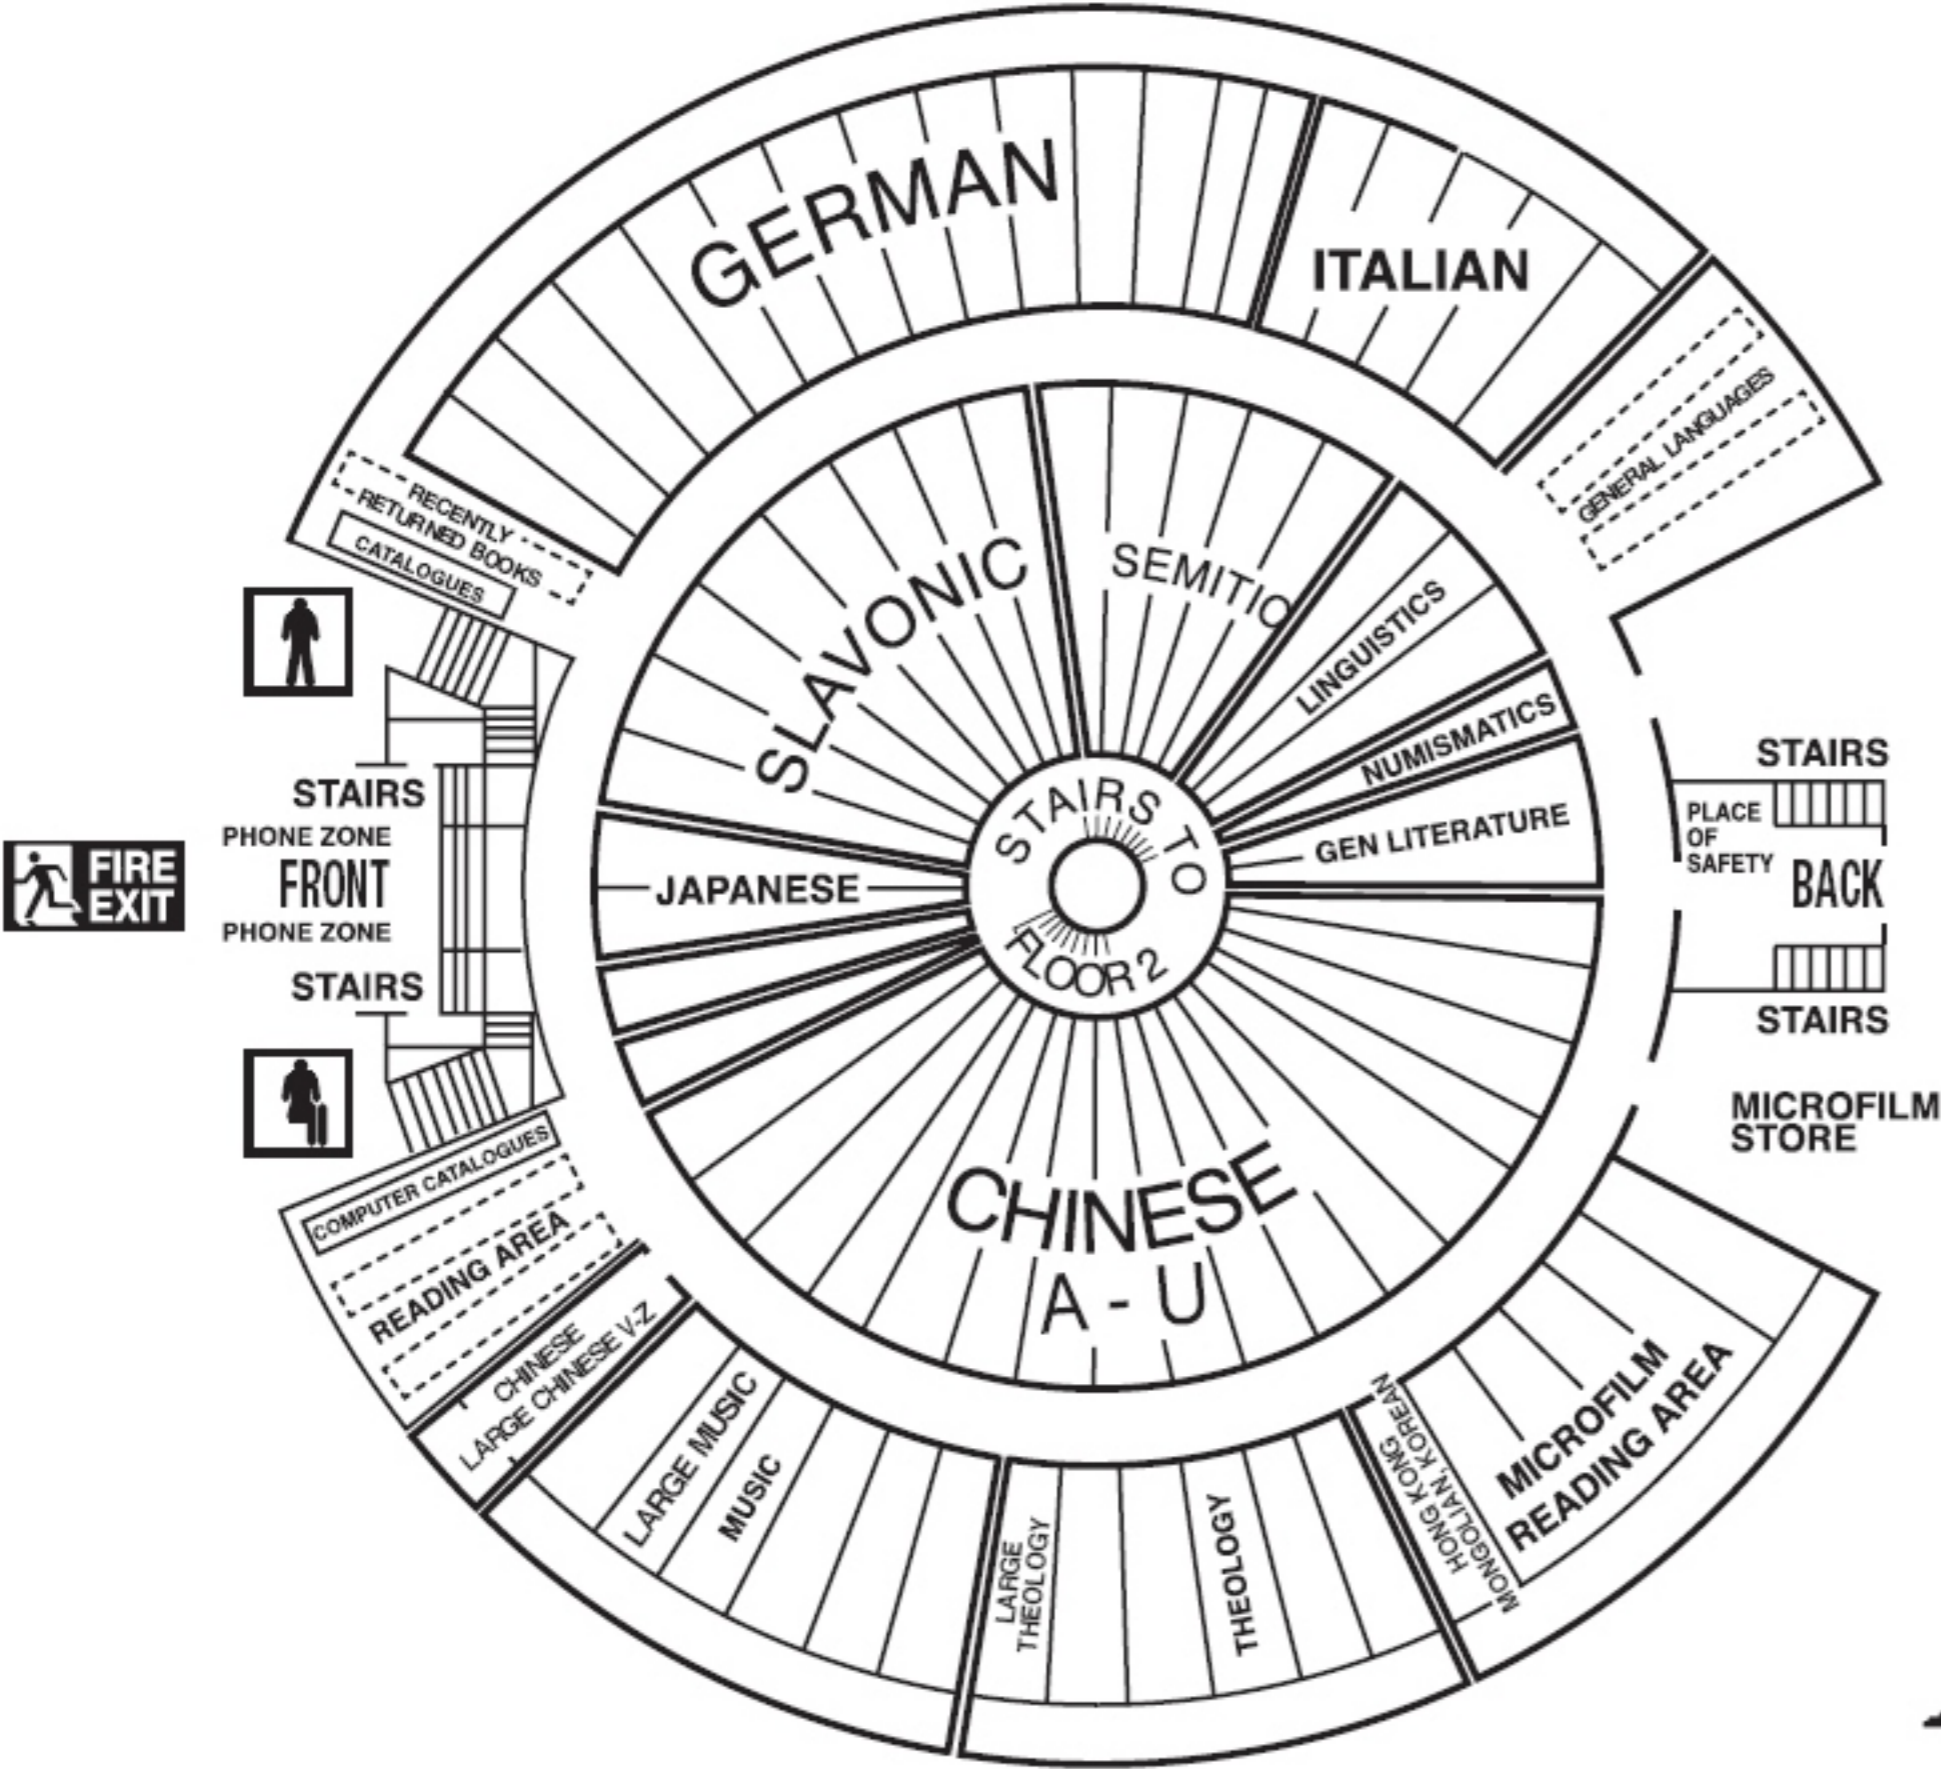 GERMAN
ITALIAN
GENERAL LANGUAGES
RECENTLY
RETURNED BOOKS
CATALOGUES
SLAVONIC
SEMITIC
LINGUISTICS
NUMISMATICS
GEN LITERATURE
JAPANESE
STAIRS TO
FLOOR 2
STAIRS
PHONE ZONE
FRONT
PHONE ZONE
STAIRS
FIRE
EXIT
STAIRS
PLACE
OF
SAFETY
BACK
STAIRS
MICROFILM
STORE
COMPUTER CATALOGUES
READING AREA
CHINESE
LARGE CHINESE V-Z
CHINESE
A - U
LARGE MUSIC
MUSIC
LARGE
THEOLOGY
THEOLOGY
HONG KONG
MONGOLIAN, KORREAN
MICROFILM
READING AREA